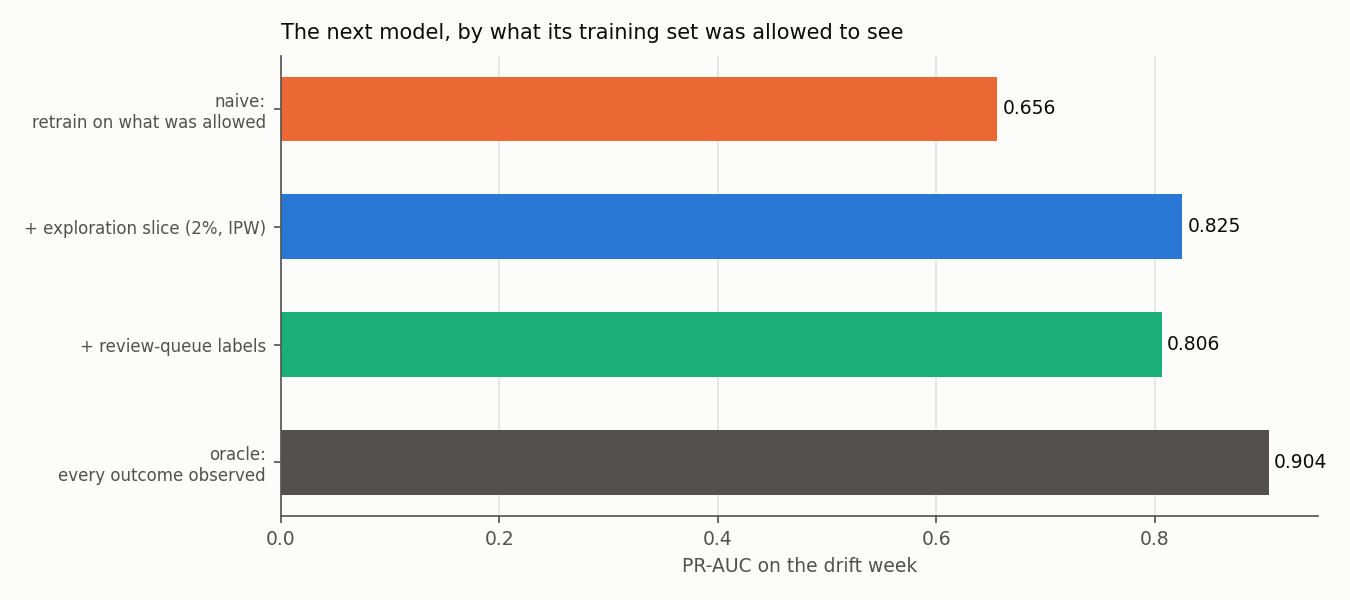 The next model, by what its training set was allowed to see
naive:
retrain on what was allowed
0.656
+ exploration slice (2%, IPW)
0.825
+ review-queue labels
0.806
oracle:
every outcome observed
0.904
0.0 0.2 0.4 0.6 0.8
PR-AUC on the drift week